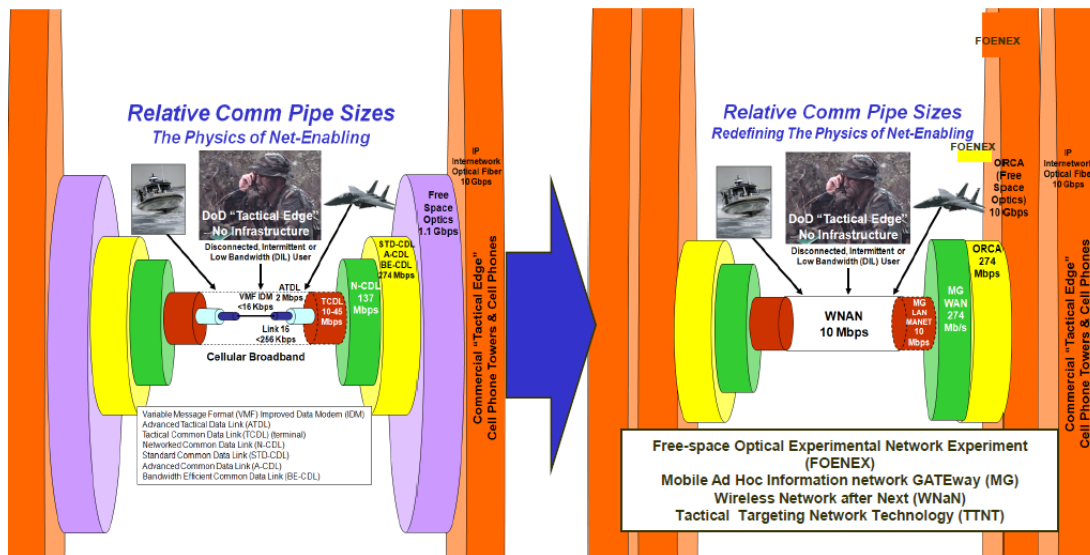 Relative Comm Pipe Sizes
The Physics of Net-Enabling
IP
Internetwork
Optical Fiber
10 Gbps
Free
Space
Optics
1.1 Gbps
DoD “Tactical Edge”
No Infrastructure
Disconnected, Intermittent or
Low Bandwidth (DIL) User
STD-CDL
A-CDL
BE-CDL
274 Mbps
ATDL
2 Mbps
VMF IDM
<16 Kbps
N-CDL
137
Mbps
TCDL
10-45
Mbps
Link 16
<256 Kbps
Cellular Broadband
Commercial “Tactical Edge”
Cell Phone Towers & Cell Phones
Variable Message Format (VMF) Improved Data Modem (IDM)
Advanced Tactical Data Link (ATDL)
Tactical Common Data Link (TCDL) (terminal)
Networked Common Data Link (N-CDL)
Standard Common Data Link (STD-CDL)
Advanced Common Data Link (A-CDL)
Bandwidth Efficient Common Data Link (BE-CDL)
FOENEX
Relative Comm Pipe Sizes
Redefining The Physics of Net-Enabling
FOENEX
ORCA
(Free
Space
Optics)
10 Gbps
IP
Internetwork
Optical Fiber
10 Gbps
DoD “Tactical Edge”
No Infrastructure
Disconnected, Intermittent or
Low Bandwidth (DIL) User
ORCA
274
Mbps
MG
WAN
274
Mb/s
MG
LAN
MANET
10
Mbps
WNAN
10 Mbps
Commercial “Tactical Edge”
Cell Phone Towers & Cell Phones
Free-space Optical Experimental Network Experiment
(FOENEX)
Mobile Ad Hoc Information network GATEway (MG)
Wireless Network after Next (WNaN)
Tactical Targeting Network Technology (TTNT)